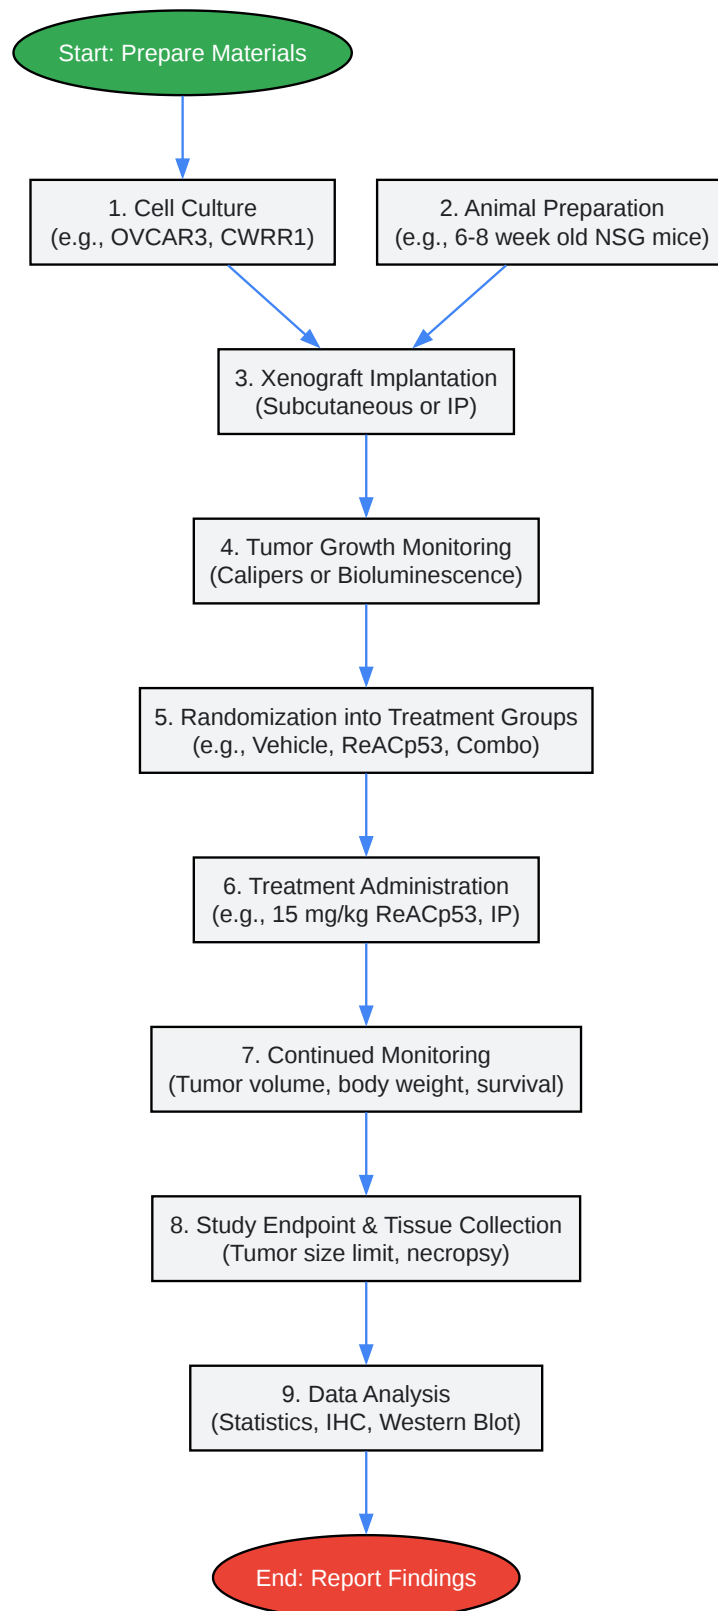 Start: Prepare Materials
1. Cell Culture
(e.g., OVCAR3, CWRR1)
2. Animal Preparation
(e.g., 6-8 week old NSG mice)
3. Xenograft Implantation
(Subcutaneous or IP)
4. Tumor Growth Monitoring
(Calipers or Bioluminescence)
5. Randomization into Treatment Groups
(e.g., Vehicle, ReACp53, Combo)
6. Treatment Administration
(e.g., 15 mg/kg ReACp53, IP)
7. Continued Monitoring
(Tumor volume, body weight, survival)
8. Study Endpoint & Tissue Collection
(Tumor size limit, necropsy)
9. Data Analysis
(Statistics, IHC, Western Blot)
End: Report Findings